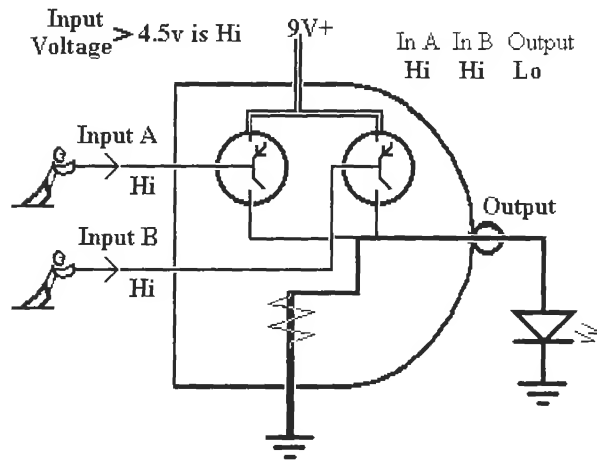 Input
Voltage > 4.5v is Hi
9V+
In A In B Output
Hi Hi Lo
Input A
Hi
Output
Input B
Hi